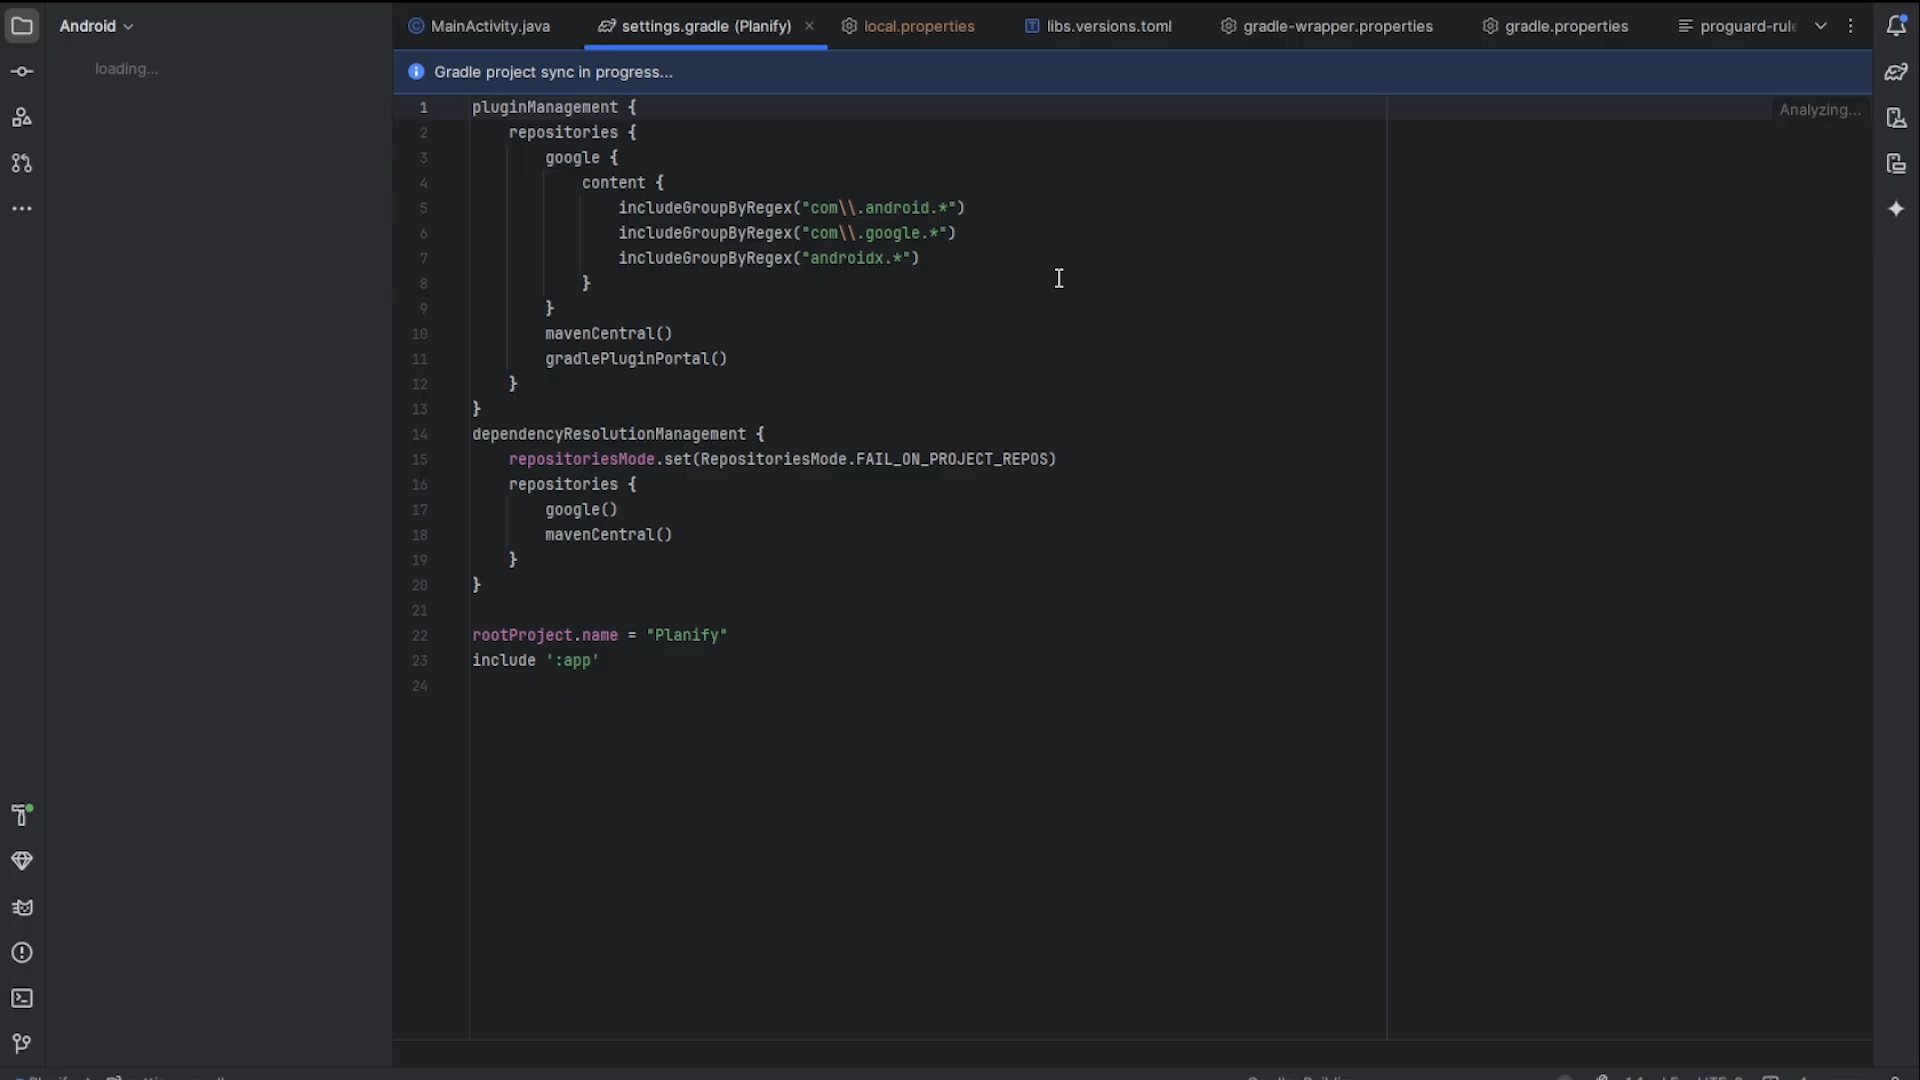 Android
MainActivity.java
settings.gradle (Planify)
local.properties
libs.versions.toml
gradle-wrapper.properties
gradle.properties
proguard-rule
loading...
Gradle project sync in progress...
Analyzing...
1 pluginManagement {
2 repositories {
3 google {
4 content {
5 includeGroupByRegex("com\\.android.*")
6 includeGroupByRegex("com\\.google.*")
7 includeGroupByRegex("androidx.*")
8 }
9 }
10 mavenCentral()
11 gradlePluginPortal()
12 }
13 }
14 dependencyResolutionManagement {
15 repositoriesMode.set(RepositoriesMode.FAIL_ON_PROJECT_REPOS)
16 repositories {
17 google()
18 mavenCentral()
19 }
20 }
21
22 rootProject.name = "Planify"
23 include ':app'
24